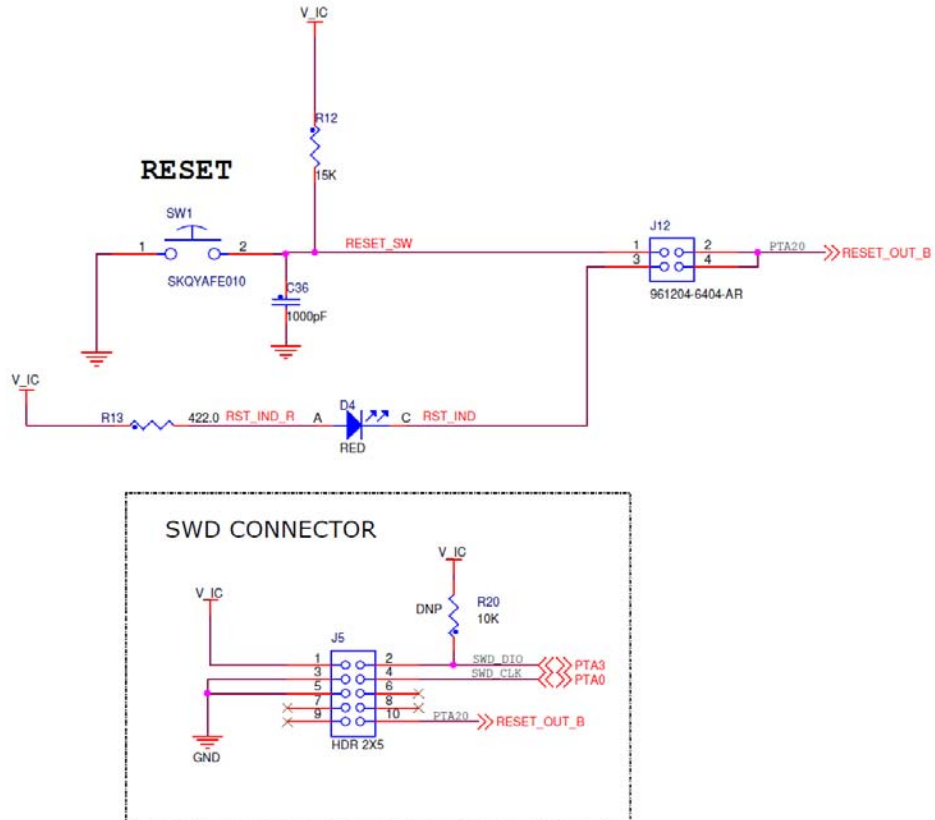 V_IC
R12
15K
RESET
SW1
1 2
SKQYAFE010
RESET_SW
C36
1000pF
J12
1 2
3 4
961204-6404-AR
PTA20 RESET_OUT_B
V_IC
R13 422.0 RST_IND_R A D4 C RST_IND
RED
SWD CONNECTOR
V_IC
DNP R20
10K
V_IC
J5
1 2 SWD_DIO PTA3
3 4 SWD_CLK PTA0
5 6
7 8
9 10 PTA20 RESET_OUT_B
HDR 2X5
GND